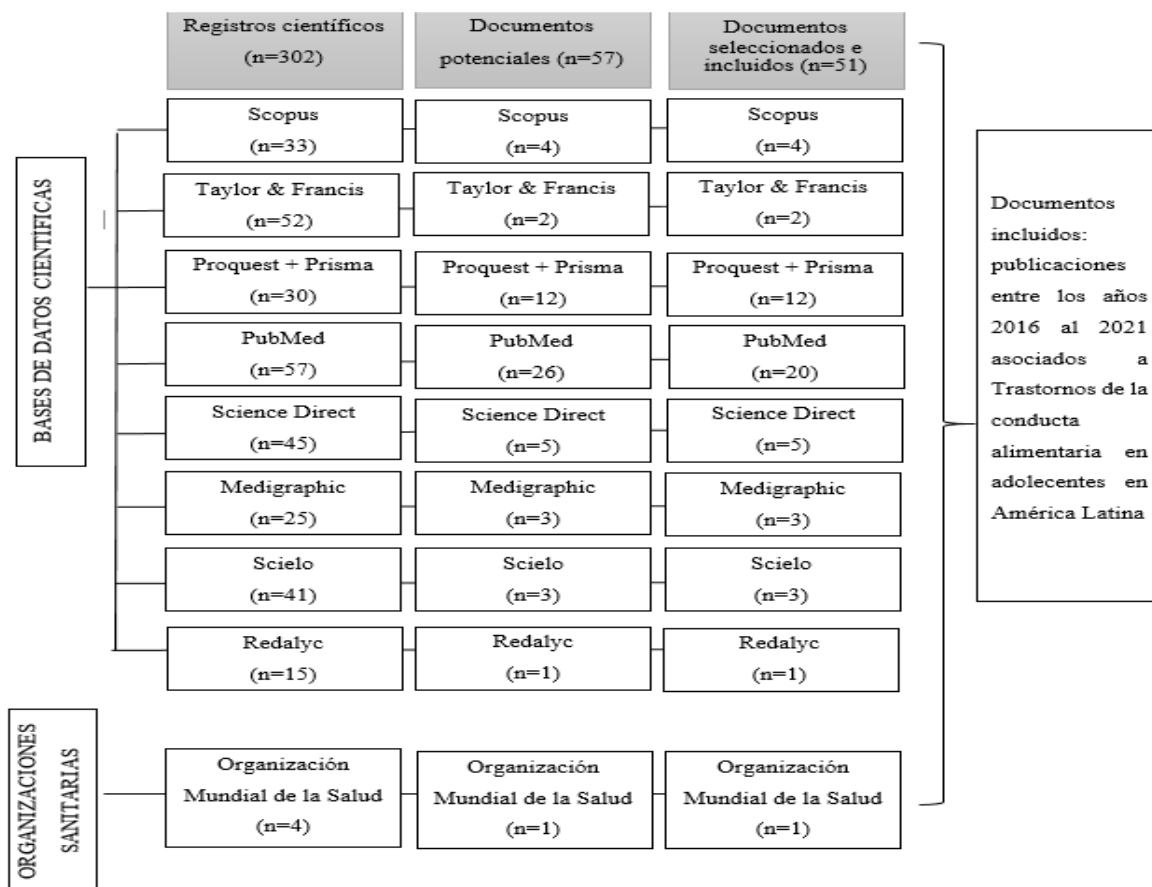 Registros científicos
(n=302)
Documentos
potenciales (n=57)
Documentos
seleccionados e
incluidos (n=51)
BASES DE DATOS CIENTÍFICAS
Scopus
(n=33)
Scopus
(n=4)
Scopus
(n=4)
Taylor & Francis
(n=52)
Taylor & Francis
(n=2)
Taylor & Francis
(n=2)
Proquest + Prisma
(n=30)
Proquest + Prisma
(n=12)
Proquest + Prisma
(n=12)
PubMed
(n=57)
PubMed
(n=26)
PubMed
(n=20)
Science Direct
(n=45)
Science Direct
(n=5)
Science Direct
(n=5)
Medigraphic
(n=25)
Medigraphic
(n=3)
Medigraphic
(n=3)
Scielo
(n=41)
Scielo
(n=3)
Scielo
(n=3)
Redalyc
(n=15)
Redalyc
(n=1)
Redalyc
(n=1)
ORGANIZACIONES
SANITARIAS
Organización
Mundial de la Salud
(n=4)
Organización
Mundial de la Salud
(n=1)
Organización
Mundial de la Salud
(n=1)
Documentos
incluidos:
publicaciones
entre los años
2016 al 2021
asociados a
Trastornos de la
conducta
alimentaria en
adolecentes en
América Latina